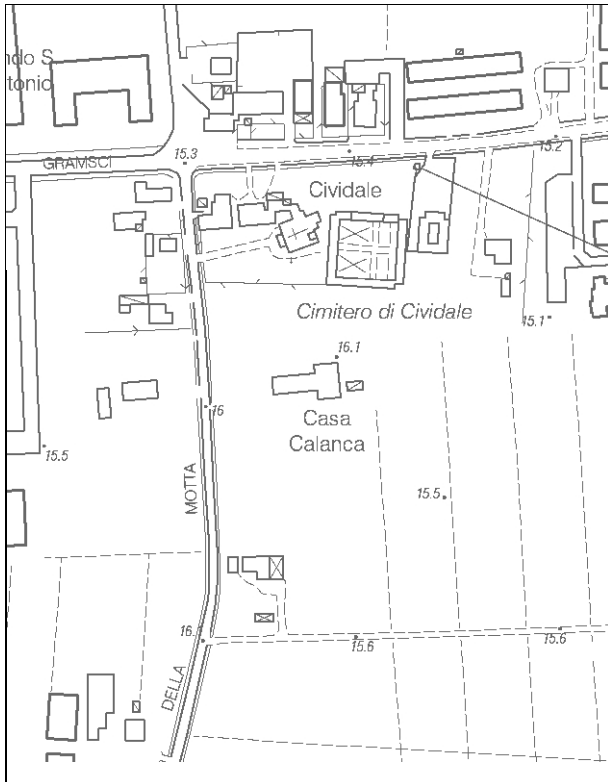 ndo S
tonio
GRAMSCI
15.3
15.4
15.2
Cividale
Cimitero di Cividale
15.1
16.1
Casa
Calanca
16
MOTTA
15.5
15.5
16.
15.6
15.6
DELLA